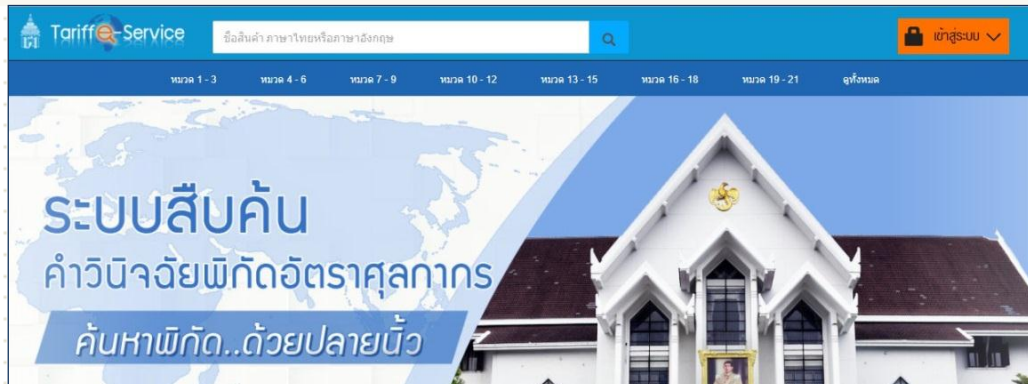 Tariff e-Service
ชื่อสินค้า ภาษาไทยหรือภาษาอังกฤษ
เข้าสู่ระบบ
หมวด 1 - 3 หมวด 4 - 6 หมวด 7 - 9 หมวด 10 - 12 หมวด 13 - 15 หมวด 16 - 18 หมวด 19 - 21 ดูทั้งหมด
ระบบสืบค้น
คำวินิจฉัยพิกัดอัตราศุลกากร
ค้นหาพิกัด..ด้วยปลายนิ้ว